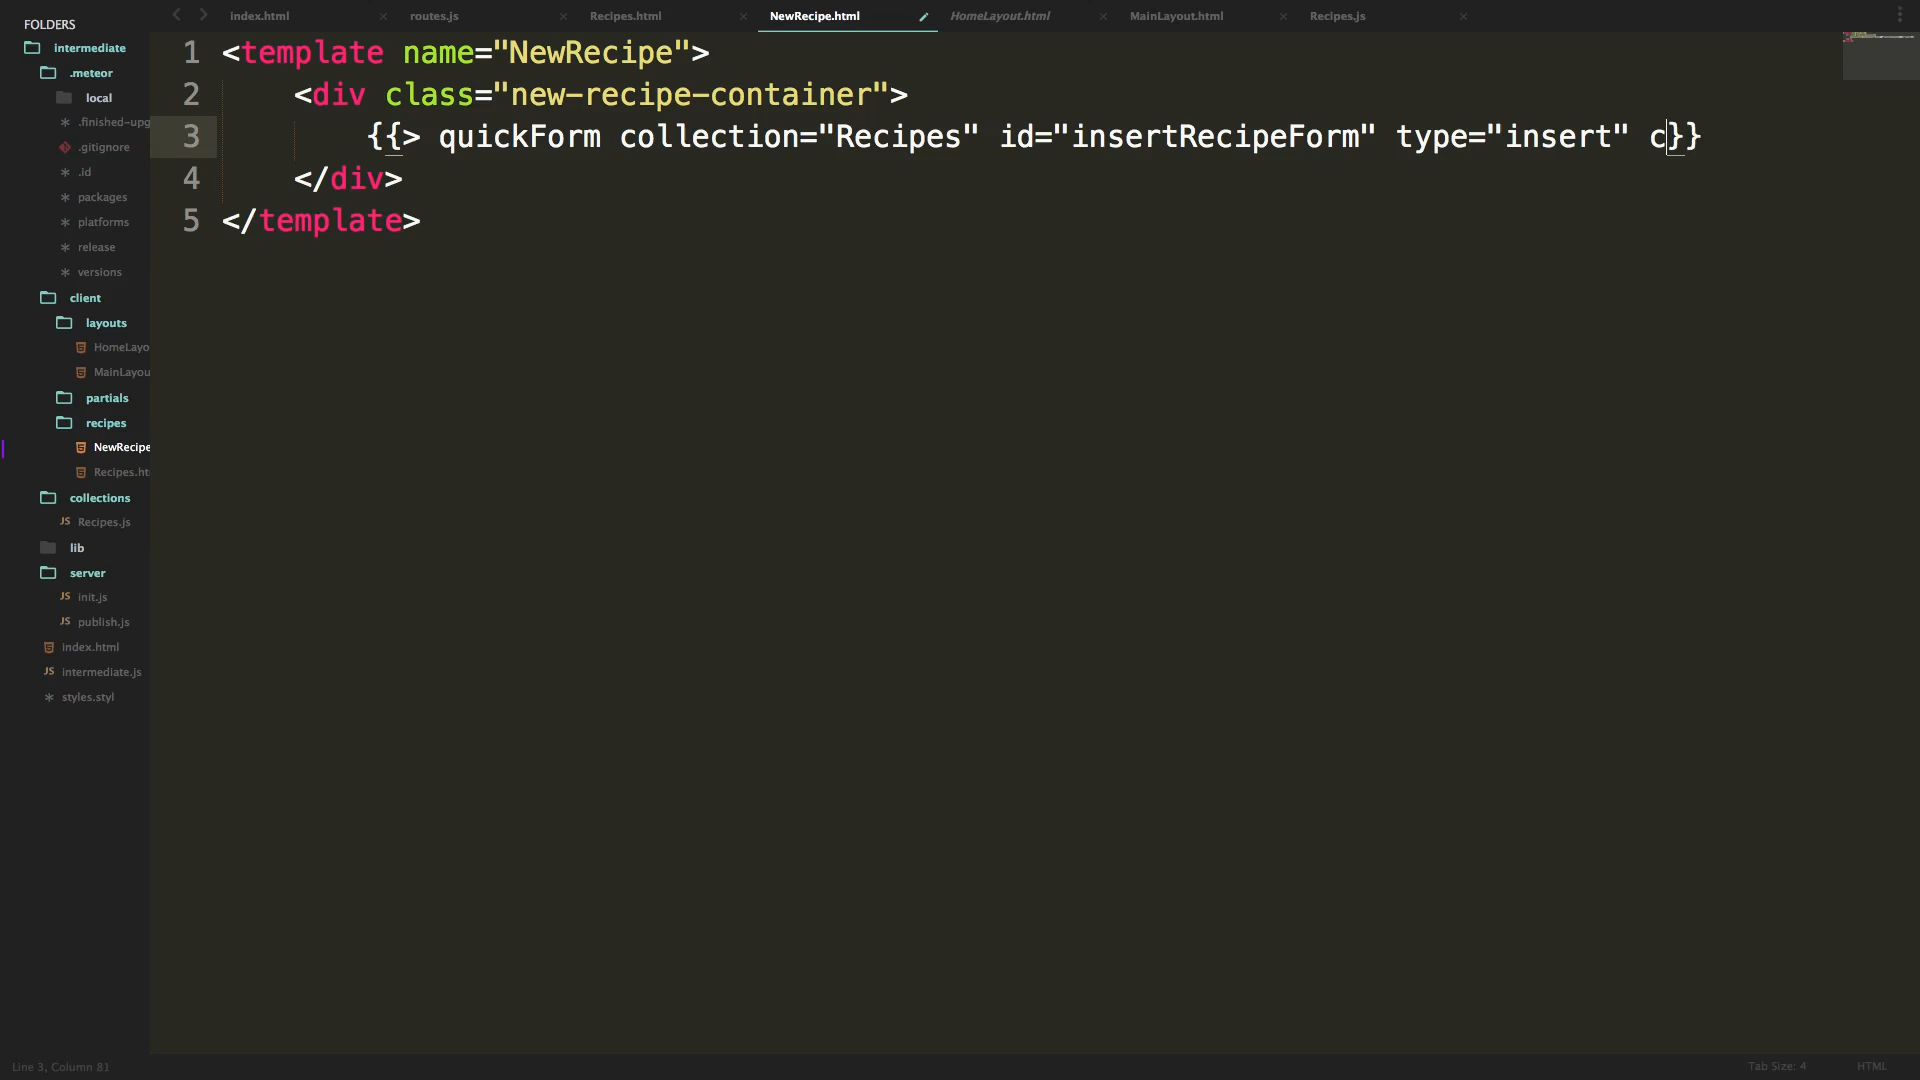 FOLDERS
intermediate
.meteor
local
.finished-upg
.gitignore
.id
packages
platforms
release
versions
client
layouts
HomeLayo
MainLayou
partials
recipes
NewRecipe
Recipes.ht
collections
JS Recipes.js
lib
server
JS init.js
JS publish.js
index.html
JS intermediate.js
styles.styl
index.html routes.js Recipes.html NewRecipe.html HomeLayout.html MainLayout.html Recipes.js
1 <template name="NewRecipe">
2 <div class="new-recipe-container">
3 {{> quickForm collection="Recipes" id="insertRecipeForm" type="insert" c}}
4 </div>
5 </template>
Line 3, Column 81
Tab Size: 4
HTML